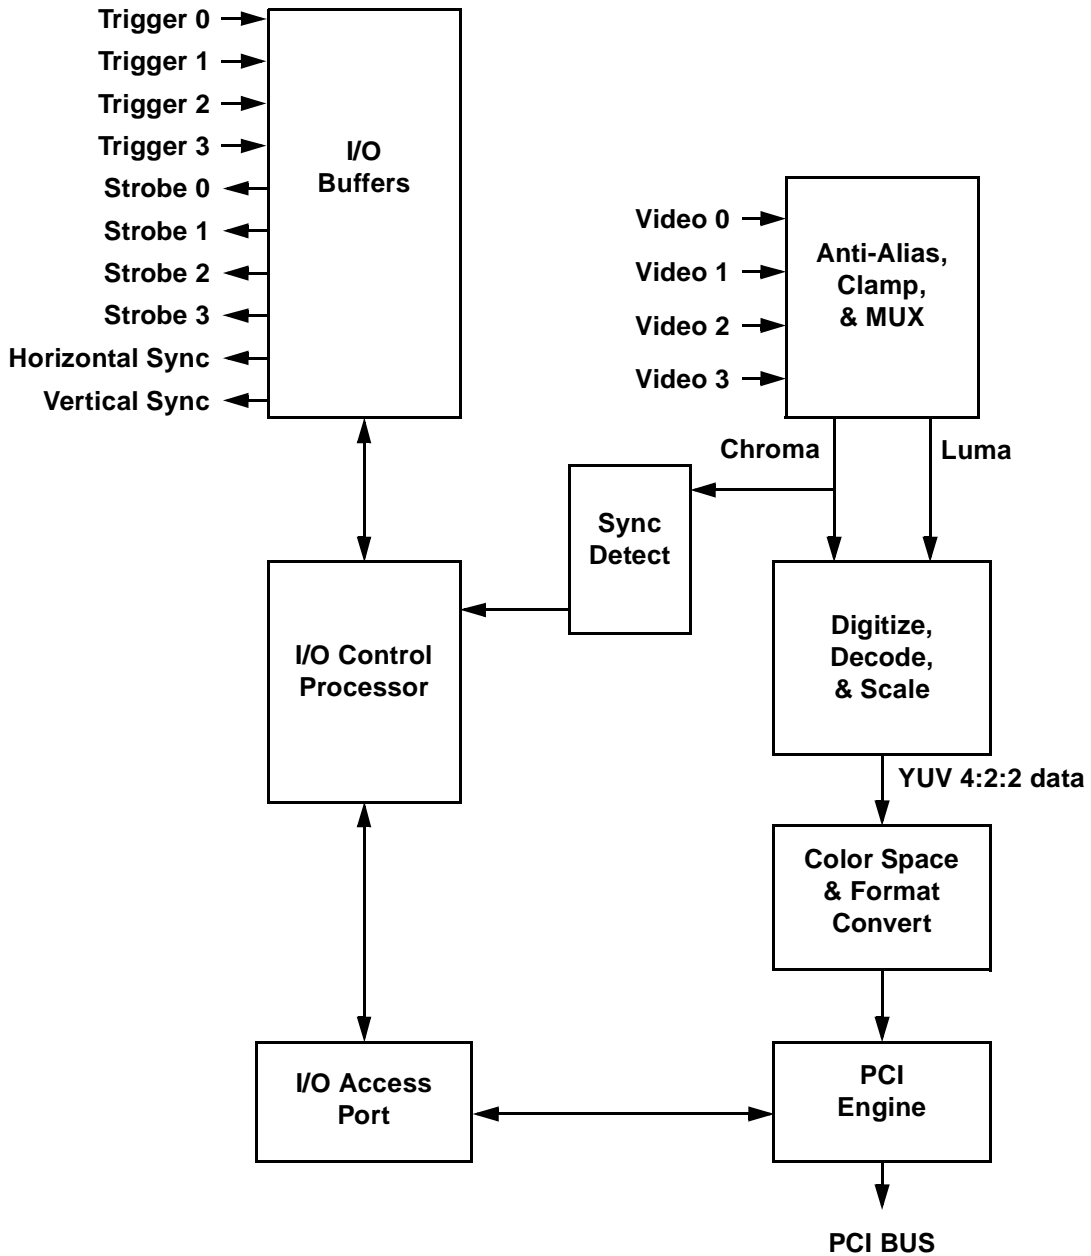 Trigger 0
Trigger 1
Trigger 2
Trigger 3
Strobe 0
Strobe 1
Strobe 2
Strobe 3
Horizontal Sync
Vertical Sync
I/O
Buffers
Video 0
Video 1
Video 2
Video 3
Anti-Alias,
Clamp,
& MUX
Chroma
Luma
Sync
Detect
I/O Control
Processor
Digitize,
Decode,
& Scale
YUV 4:2:2 data
Color Space
& Format
Convert
I/O Access
Port
PCI
Engine
PCI BUS